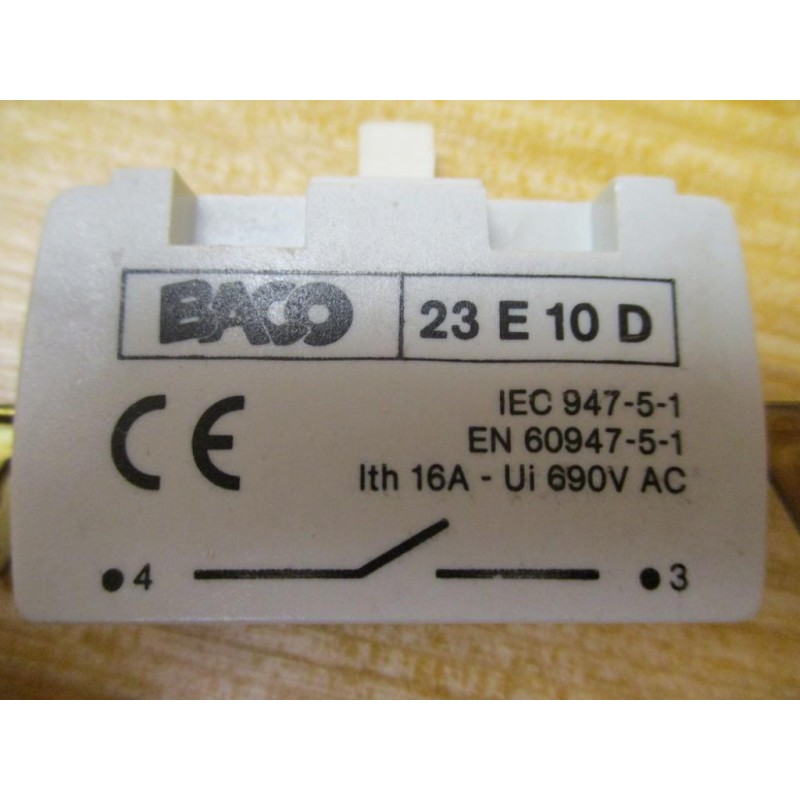 BACO 23 E 10 D
CE IEC 947-5-1
EN 60947-5-1
Ith 16A - Ui 690V AC
4 3